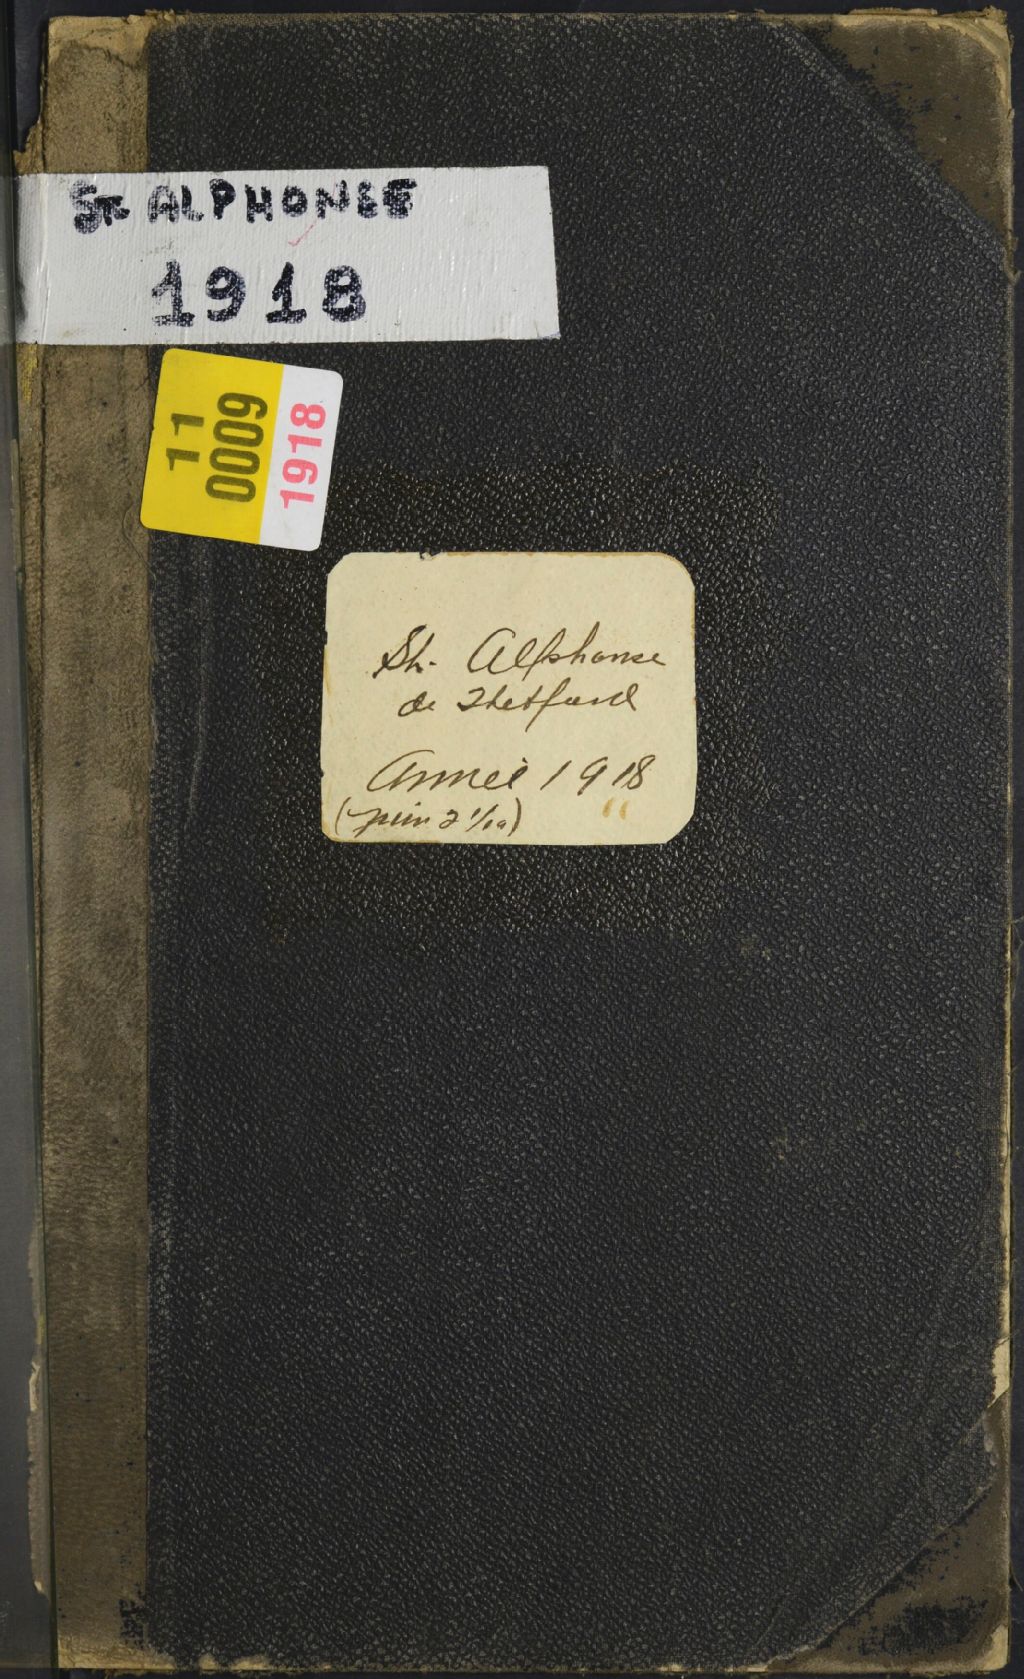 ST. ALPHONSE
1918
11
0009
1918
St. Alphonse
de Thetford
Année 1918
"